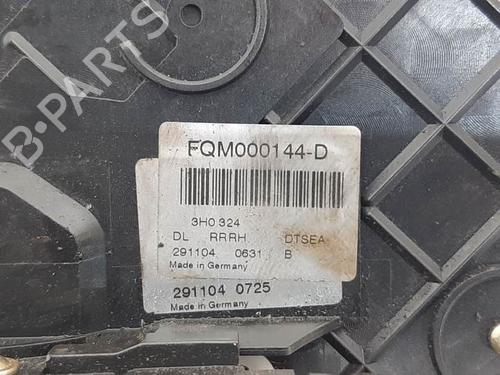 B-PARTS
FQM000144-D
3H0 324
DL RRRH DTSEA
291104 0631 B
Made in Germany
291104 0725
Made in Germany